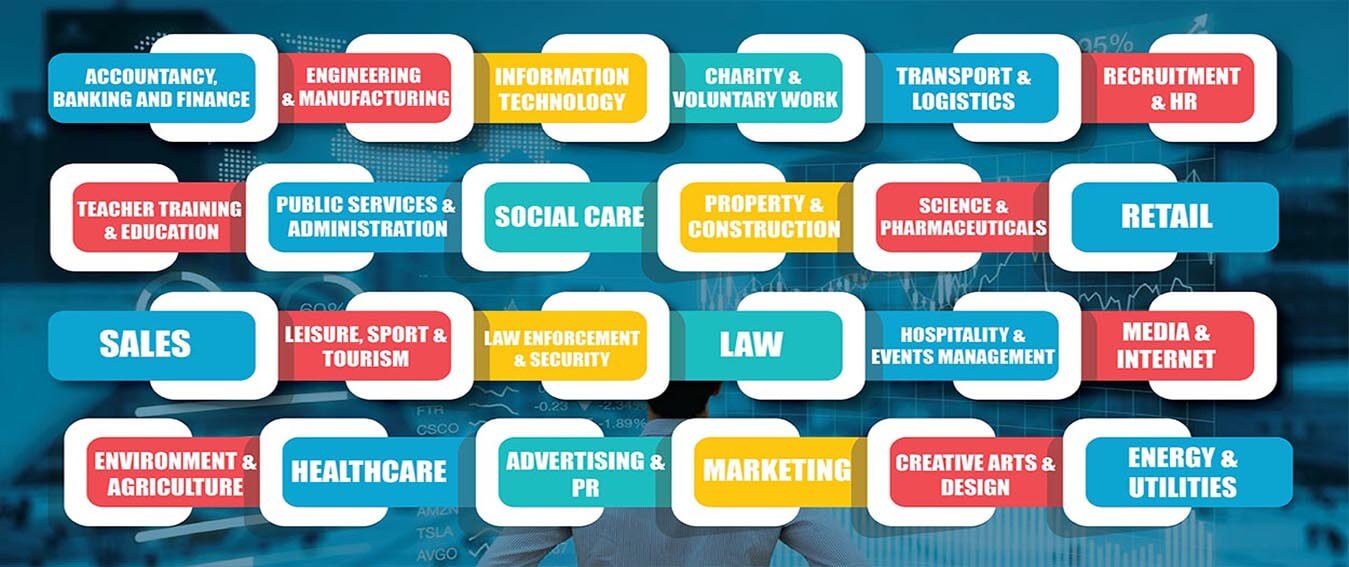 95%
ACCOUNTANCY,
BANKING AND FINANCE
ENGINEERING
& MANUFACTURING
INFORMATION
TECHNOLOGY
CHARITY &
VOLUNTARY WORK
TRANSPORT &
LOGISTICS
RECRUITMENT
& HR
TEACHER TRAINING
& EDUCATION
PUBLIC SERVICES &
ADMINISTRATION
SOCIAL CARE
PROPERTY &
CONSTRUCTION
SCIENCE &
PHARMACEUTICALS
RETAIL
60%
SALES
LEISURE, SPORT &
TOURISM
LAW ENFORCEMENT
& SECURITY
LAW
HOSPITALITY &
EVENTS MANAGEMENT
MEDIA &
INTERNET
FTR -0.23 -2.34%
CSCO -1.89%
ENVIRONMENT &
AGRICULTURE
HEALTHCARE
ADVERTISING &
PR
MARKETING
CREATIVE ARTS &
DESIGN
ENERGY &
UTILITIES
AMZN
TSLA
AVGO